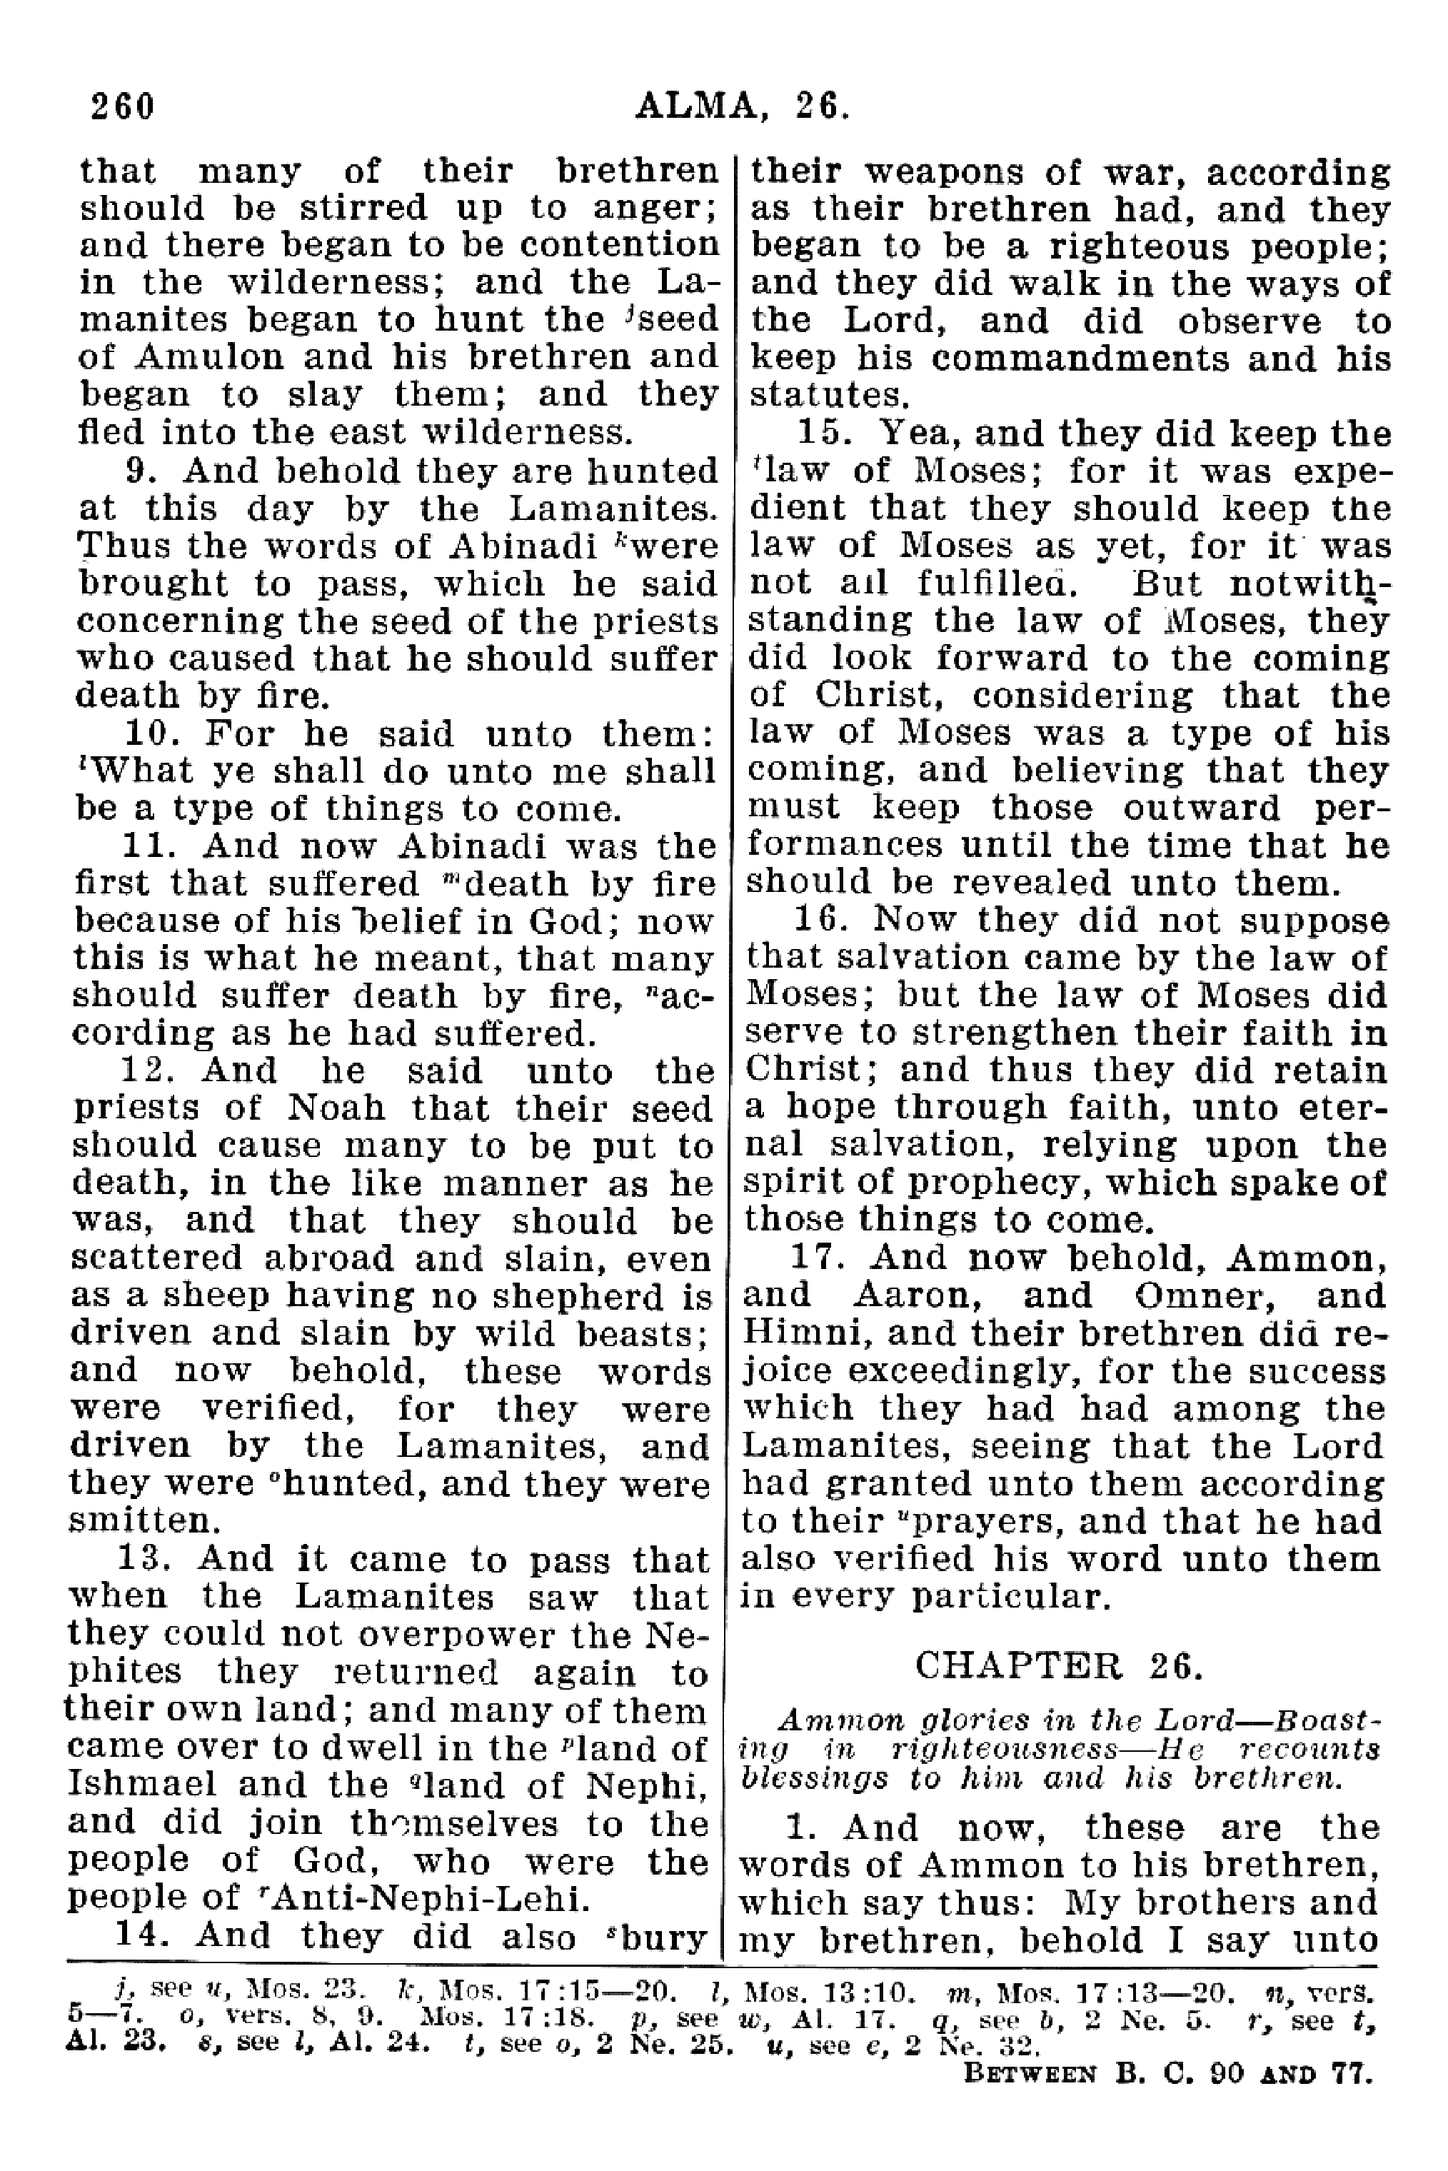 260
ALMA, 26.
that many of their brethren
should be stirred up to anger;
and there began to be contention
in the wilderness; and the La-
manites began to hunt the jseed
of Amulon and his brethren and
began to slay them; and they
fled into the east wilderness.
9. And behold they are hunted
at this day by the Lamanites.
Thus the words of Abinadi kwere
brought to pass, which he said
concerning the seed of the priests
who caused that he should suffer
death by fire.
10. For he said unto them:
lWhat ye shall do unto me shall
be a type of things to come.
11. And now Abinadi was the
first that suffered mdeath by fire
because of his belief in God; now
this is what he meant, that many
should suffer death by fire, nac-
cording as he had suffered.
12. And he said unto the
priests of Noah that their seed
should cause many to be put to
death, in the like manner as he
was, and that they should be
scattered abroad and slain, even
as a sheep having no shepherd is
driven and slain by wild beasts;
and now behold, these words
were verified, for they were
driven by the Lamanites, and
they were ohunted, and they were
smitten.
13. And it came to pass that
when the Lamanites saw that
they could not overpower the Ne-
phites they returned again to
their own land; and many of them
came over to dwell in the pland of
Ishmael and the qland of Nephi,
and did join themselves to the
people of God, who were the
people of rAnti-Nephi-Lehi.
14. And they did also sbury
their weapons of war, according
as their brethren had, and they
began to be a righteous people;
and they did walk in the ways of
the Lord, and did observe to
keep his commandments and his
statutes.
15. Yea, and they did keep the
tlaw of Moses; for it was expe-
dient that they should keep the
law of Moses as yet, for it was
not all fulfilled. But notwith-
standing the law of Moses, they
did look forward to the coming
of Christ, considering that the
law of Moses was a type of his
coming, and believing that they
must keep those outward per-
formances until the time that he
should be revealed unto them.
16. Now they did not suppose
that salvation came by the law of
Moses; but the law of Moses did
serve to strengthen their faith in
Christ; and thus they did retain
a hope through faith, unto eter-
nal salvation, relying upon the
spirit of prophecy, which spake of
those things to come.
17. And now behold, Ammon,
and Aaron, and Omner, and
Himni, and their brethren did re-
joice exceedingly, for the success
which they had had among the
Lamanites, seeing that the Lord
had granted unto them according
to their uprayers, and that he had
also verified his word unto them
in every particular.
CHAPTER 26.
Ammon glories in the Lord—Boast-
ing in righteousness—He recounts
blessings to him and his brethren.
1. And now, these are the
words of Ammon to his brethren,
which say thus: My brothers and
my brethren, behold I say unto
j, see u, Mos. 23. k, Mos. 17:15—20. l, Mos. 13:10. m, Mos. 17:13—20. n, vers.
5—7. o, vers. 8, 9. Mos. 17:18. p, see w, Al. 17. q, see b, 2 Ne. 5. r, see t,
Al. 23. s, see l, Al. 24. t, see o, 2 Ne. 25. u, see e, 2 Ne. 32.
BETWEEN B. C. 90 AND 77.